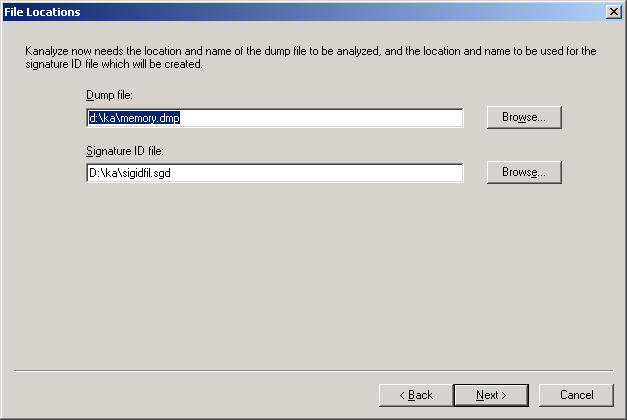 File Locations
Kanalyze now needs the location and name of the dump file to be analyzed, and the location and name to be used for the
signature ID file which will be created.
Dump file:
d:\ka\memory.dmp
Browse...
Signature ID file:
D:\ka\sigidfil.sgd
Browse...
< Back
Next >
Cancel